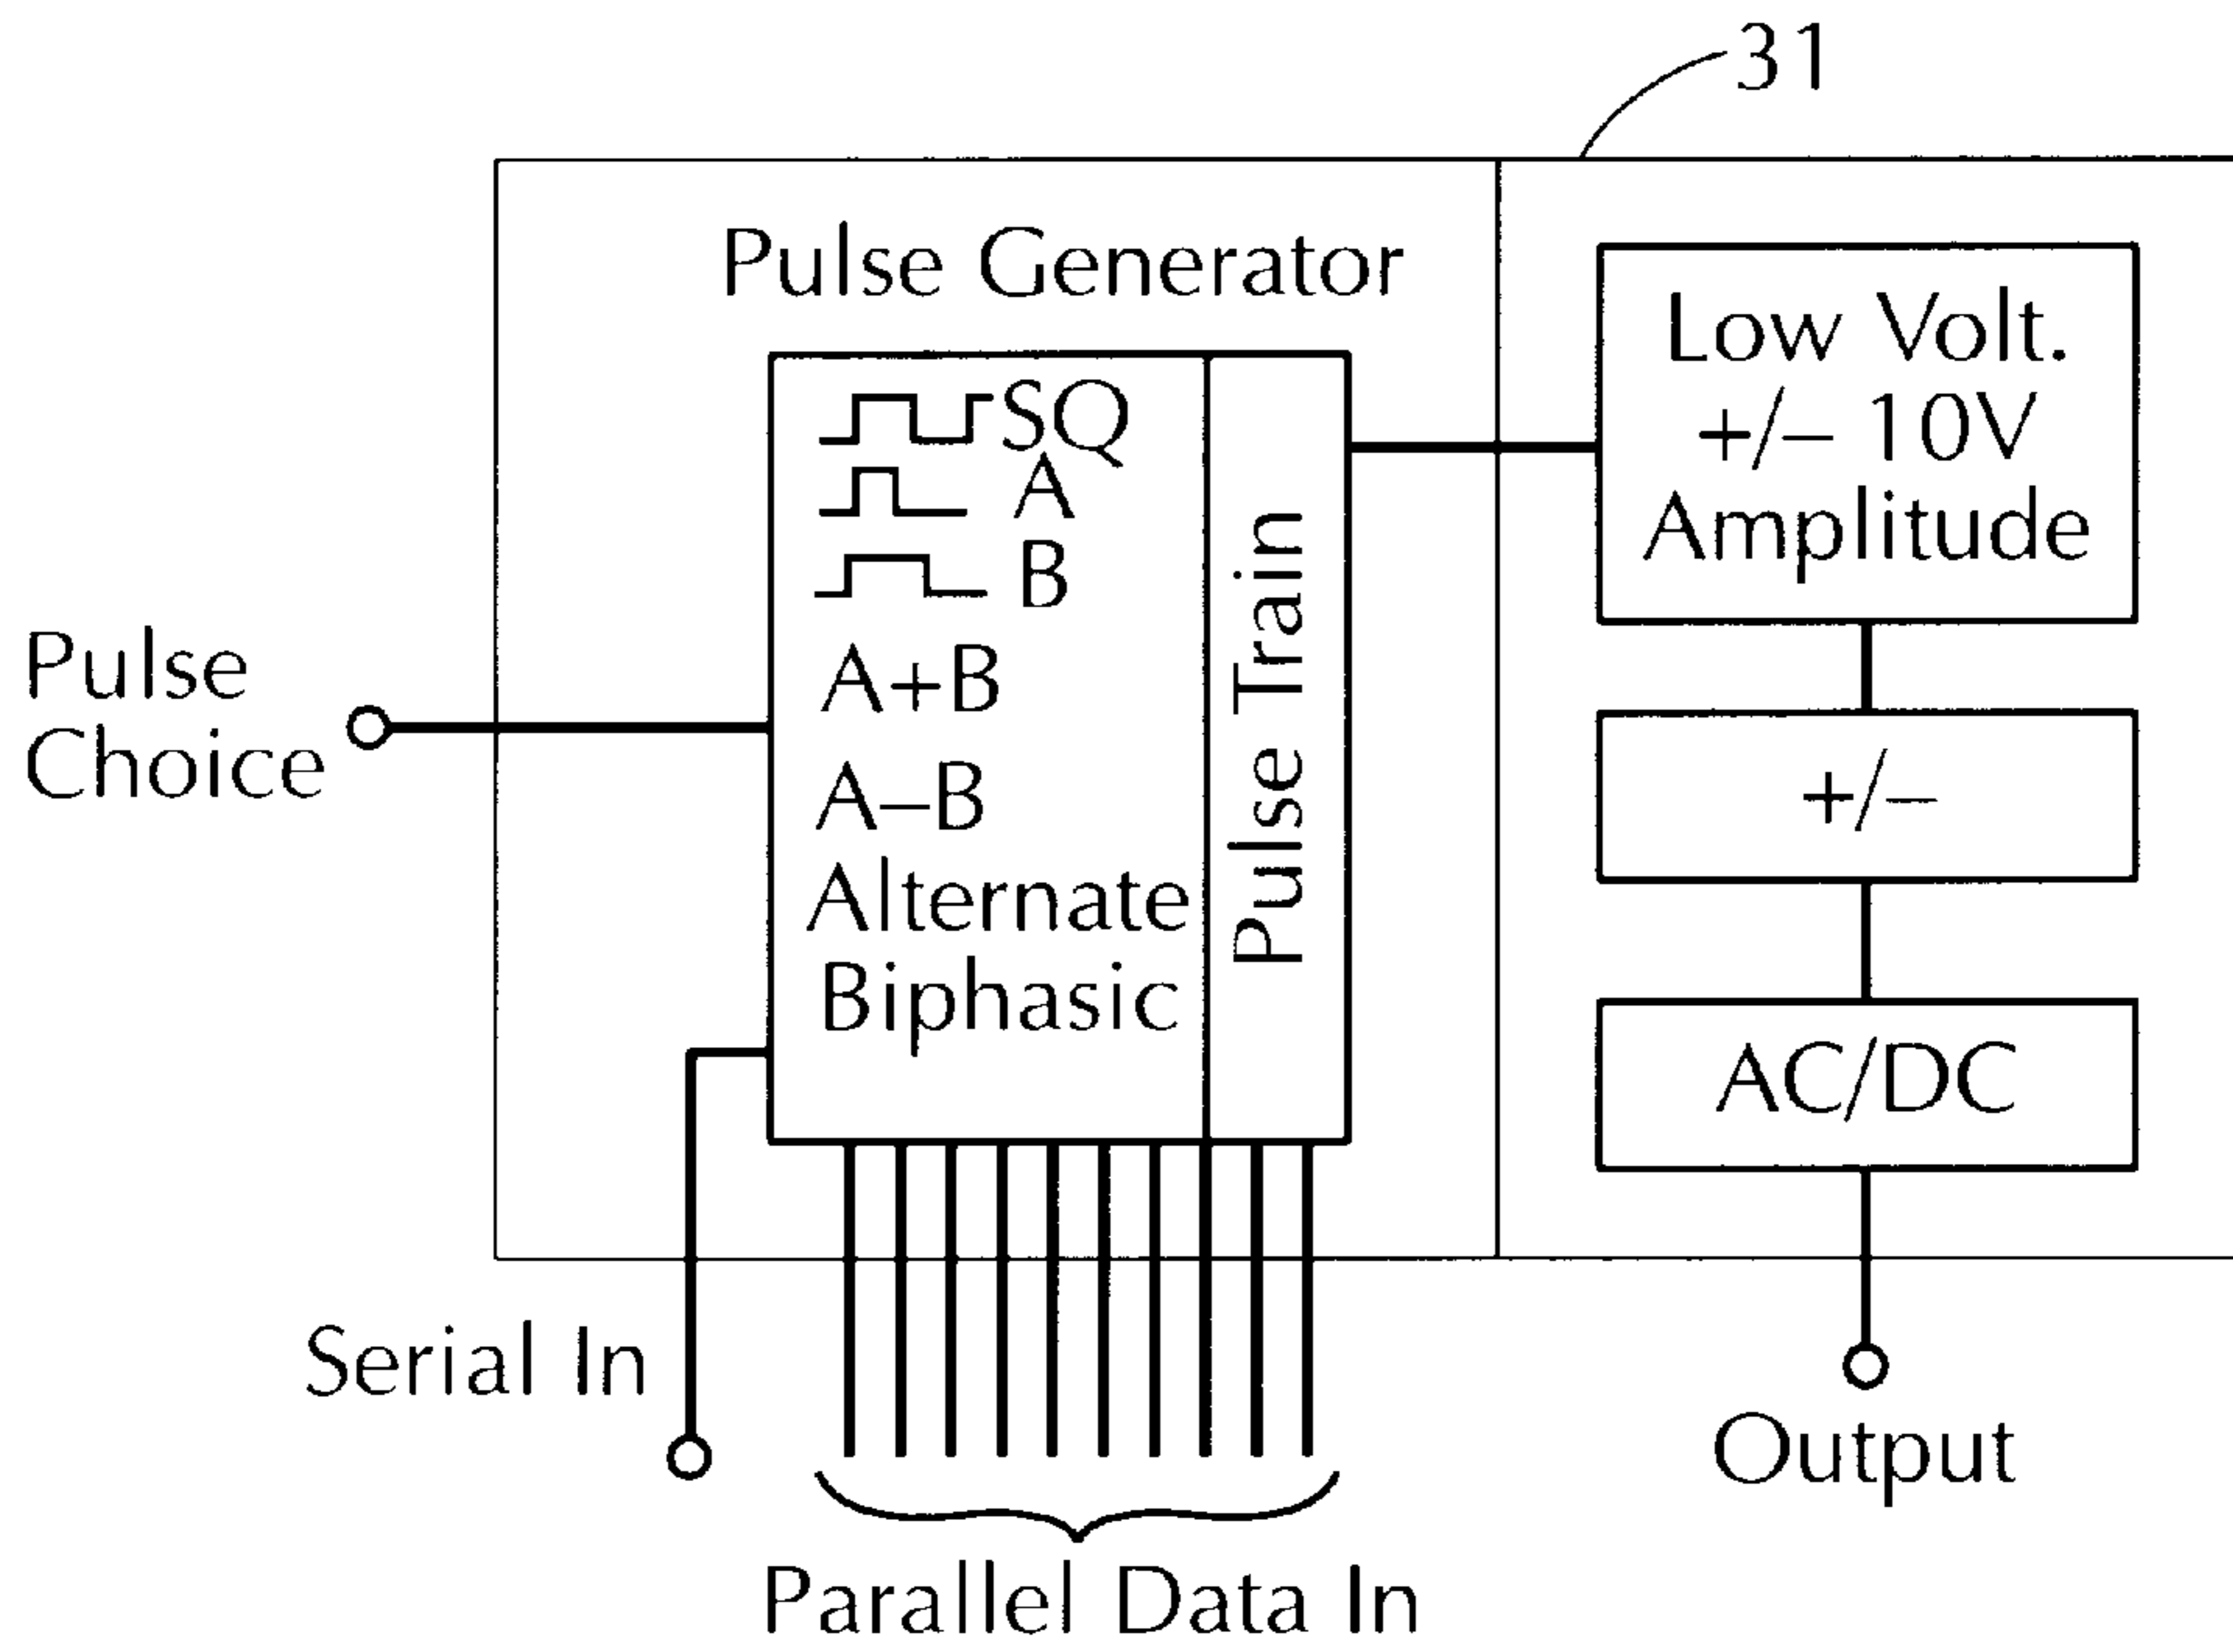 31
Pulse Generator
SQ
A
B
A+B
A–B
Alternate
Biphasic
Pulse Train
Low Volt.
+/– 10V
Amplitude
+/–
AC/DC
Pulse
Choice
Serial In
Parallel Data In
Output